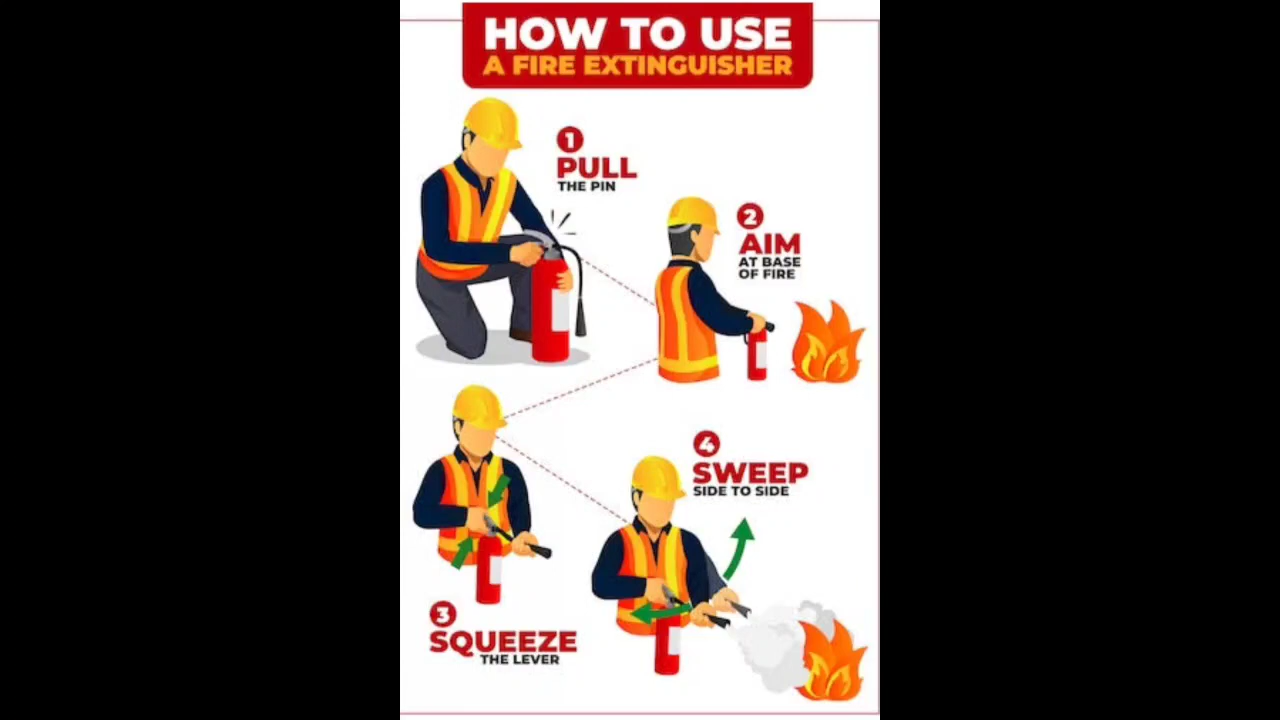 HOW TO USE
A FIRE EXTINGUISHER
1
PULL
THE PIN
2
AIM
AT BASE
OF FIRE
3
SQUEEZE
THE LEVER
4
SWEEP
SIDE TO SIDE